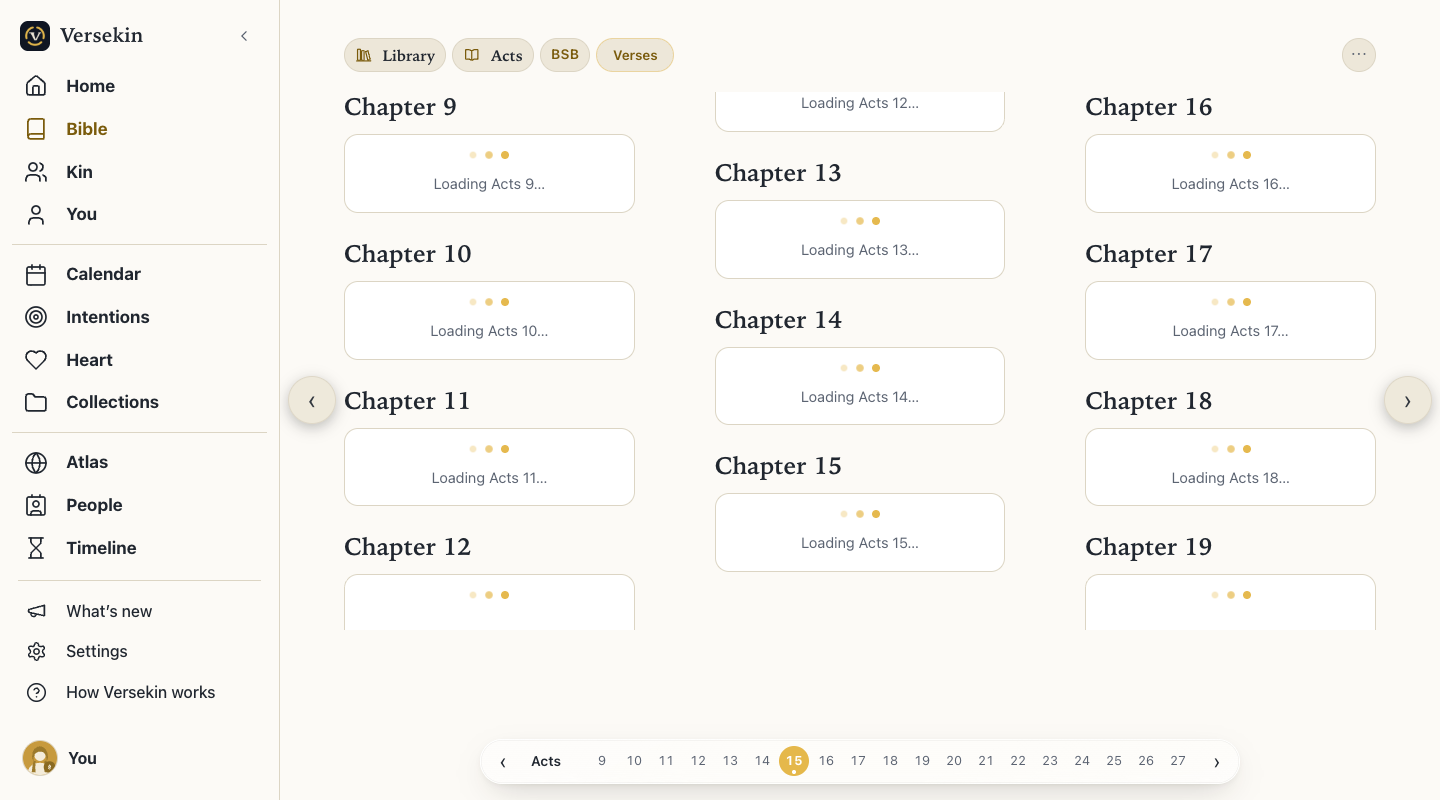 Versekin
Home
Bible
Kin
You
Calendar
Intentions
Heart
Collections
Atlas
People
Timeline
What's new
Settings
How Versekin works
You
Library
Acts
BSB
Verses
Chapter 9
Loading Acts 9...
Chapter 10
Loading Acts 10...
Chapter 11
Loading Acts 11...
Chapter 12
Loading Acts 12...
Chapter 13
Loading Acts 13...
Chapter 14
Loading Acts 14...
Chapter 15
Loading Acts 15...
Chapter 16
Loading Acts 16...
Chapter 17
Loading Acts 17...
Chapter 18
Loading Acts 18...
Chapter 19
‹ Acts 9 10 11 12 13 14 15 16 17 18 19 20 21 22 23 24 25 26 27 ›